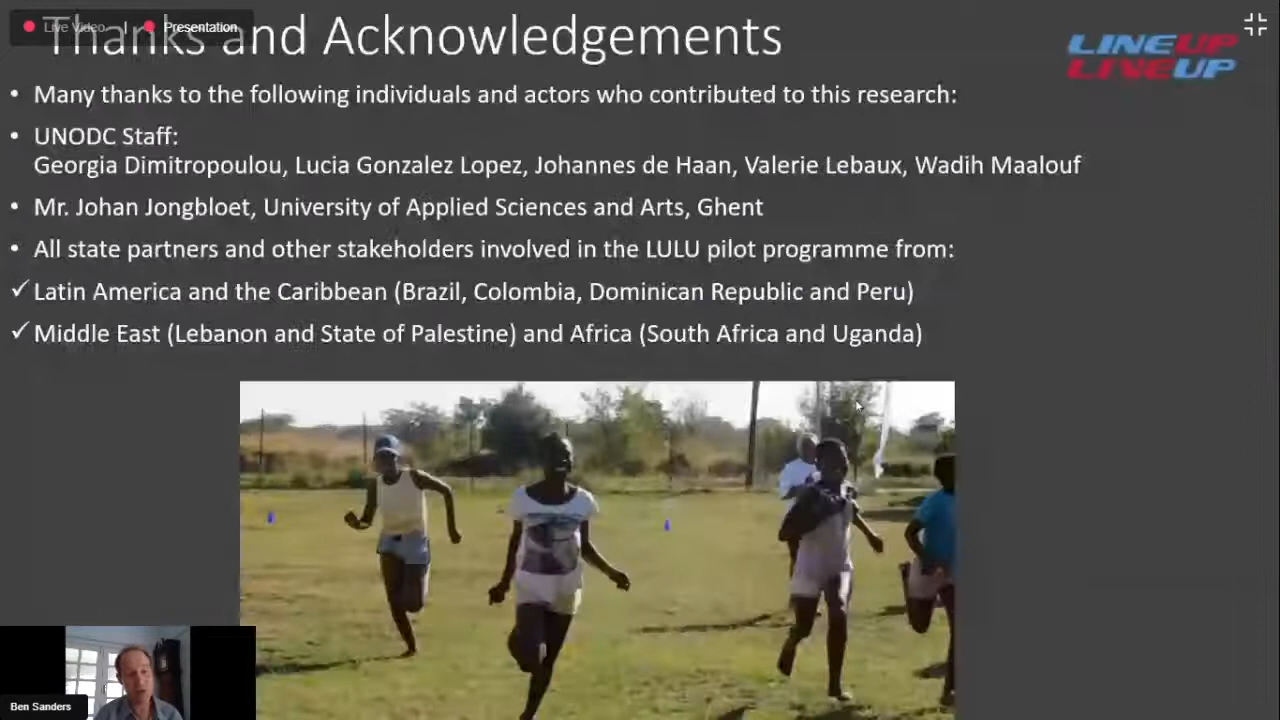 Live Video | Presentation
Thanks and Acknowledgements
LINEUP
LIVEUP
• Many thanks to the following individuals and actors who contributed to this research:
• UNODC Staff:
Georgia Dimitropoulou, Lucia Gonzalez Lopez, Johannes de Haan, Valerie Lebaux, Wadih Maalouf
• Mr. Johan Jongbloet, University of Applied Sciences and Arts, Ghent
• All state partners and other stakeholders involved in the LULU pilot programme from:
✓ Latin America and the Caribbean (Brazil, Colombia, Dominican Republic and Peru)
✓ Middle East (Lebanon and State of Palestine) and Africa (South Africa and Uganda)
Ben Sanders